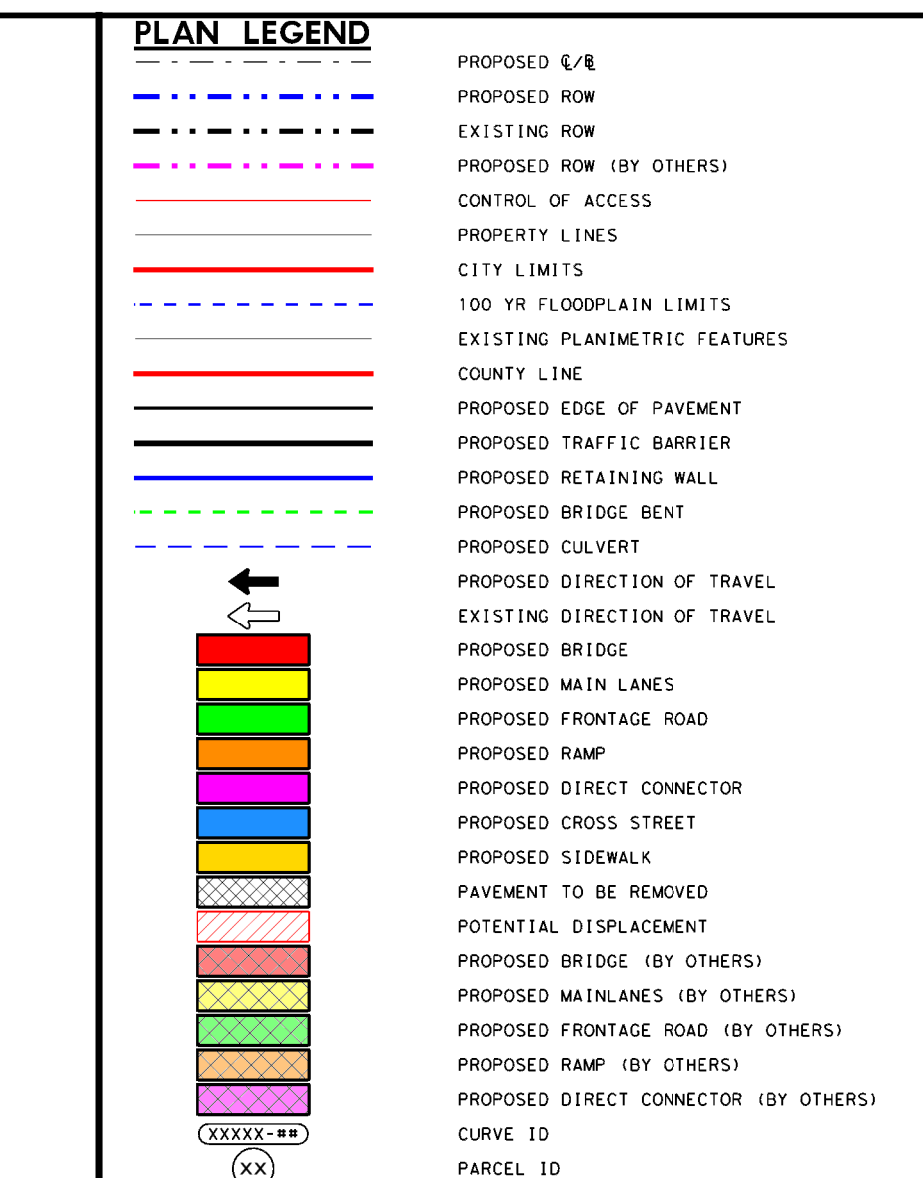 PLAN LEGEND
PROPOSED ℄/B
PROPOSED ROW
EXISTING ROW
PROPOSED ROW (BY OTHERS)
CONTROL OF ACCESS
PROPERTY LINES
CITY LIMITS
100 YR FLOODPLAIN LIMITS
EXISTING PLANIMETRIC FEATURES
COUNTY LINE
PROPOSED EDGE OF PAVEMENT
PROPOSED TRAFFIC BARRIER
PROPOSED RETAINING WALL
PROPOSED BRIDGE BENT
PROPOSED CULVERT
PROPOSED DIRECTION OF TRAVEL
EXISTING DIRECTION OF TRAVEL
PROPOSED BRIDGE
PROPOSED MAIN LANES
PROPOSED FRONTAGE ROAD
PROPOSED RAMP
PROPOSED DIRECT CONNECTOR
PROPOSED CROSS STREET
PROPOSED SIDEWALK
PAVEMENT TO BE REMOVED
POTENTIAL DISPLACEMENT
PROPOSED BRIDGE (BY OTHERS)
PROPOSED MAINLANES (BY OTHERS)
PROPOSED FRONTAGE ROAD (BY OTHERS)
PROPOSED RAMP (BY OTHERS)
PROPOSED DIRECT CONNECTOR (BY OTHERS)
XXXXX-## CURVE ID
XX PARCEL ID